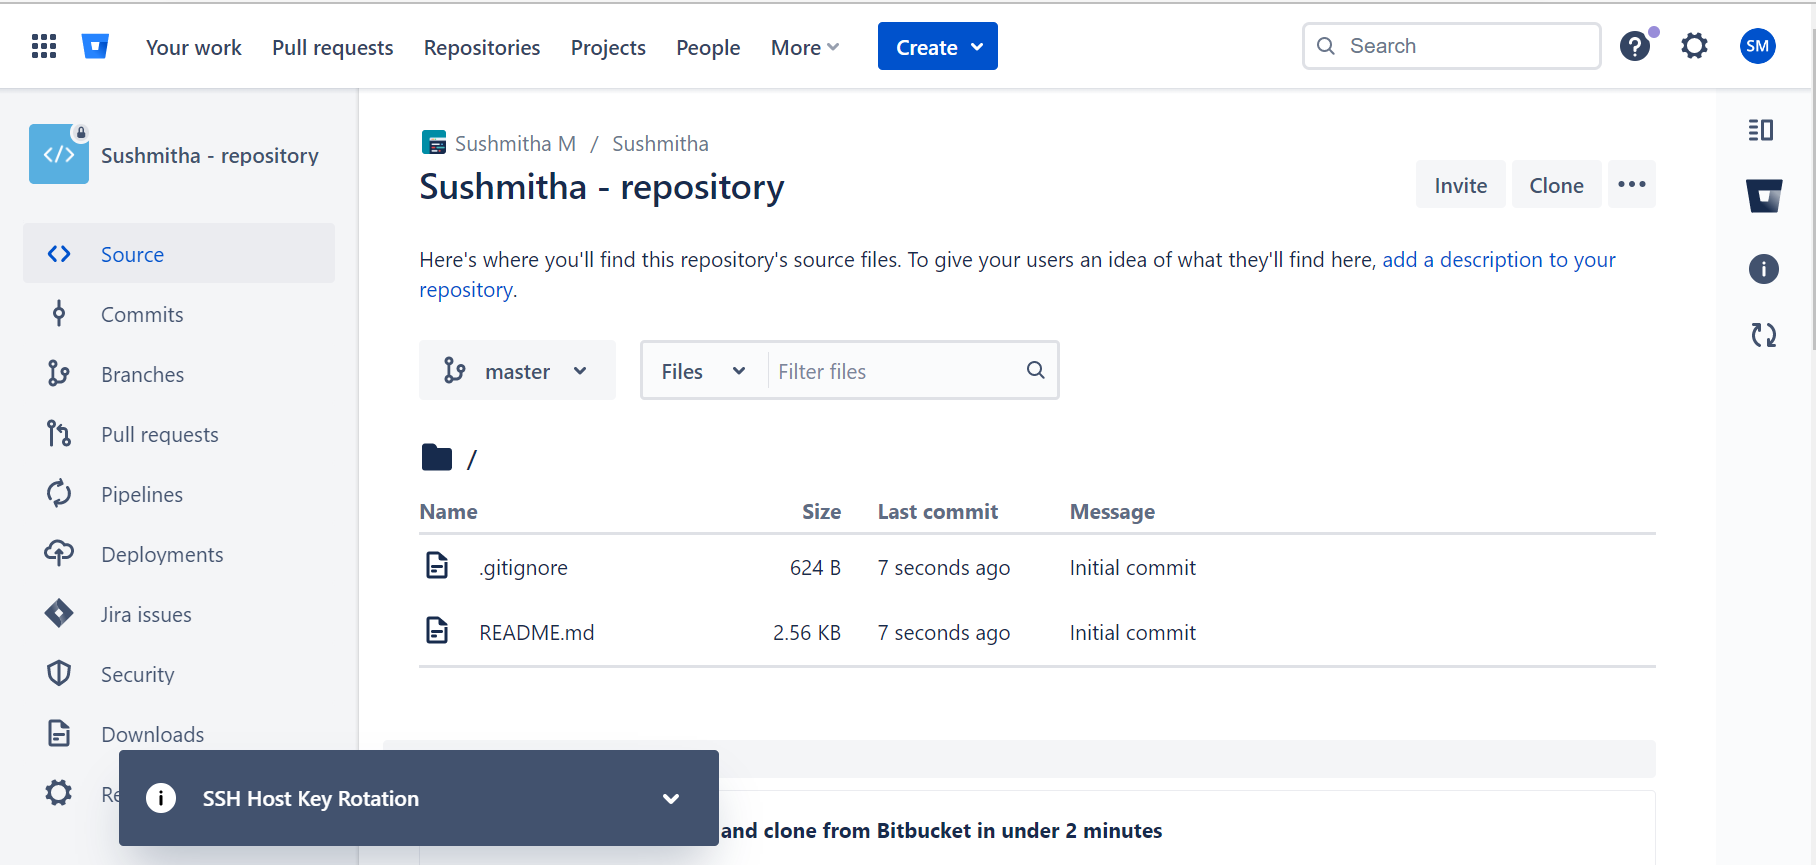 Your work Pull requests Repositories Projects People More Create Search SM
Sushmitha - repository
Source
Commits
Branches
Pull requests
Pipelines
Deployments
Jira issues
Security
Downloads
Sushmitha M / Sushmitha
Sushmitha - repository
Invite Clone
Here's where you'll find this repository's source files. To give your users an idea of what they'll find here, add a description to your
repository.
master Files Filter files
/
Name Size Last commit Message
.gitignore 624 B 7 seconds ago Initial commit
README.md 2.56 KB 7 seconds ago Initial commit
SSH Host Key Rotation
and clone from Bitbucket in under 2 minutes